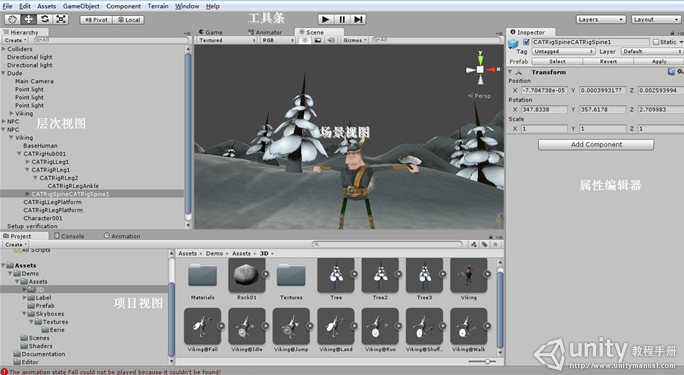 File Edit Assets GameObject Component Terrain Window Help
工具条
Pivot Local Layers Layout
Hierarchy
Create All
Colliders
Directional light
Directional light
Dude
Main Camera
Point light
Point light
Point light
Viking
NPC
NPC
Viking
BaseHuman
CATRigHub001
CATRigLLeg1
CATRigRLeg1
CATRigRLeg2
CATRigRLegAnkle
CATRigSpineCATRigSpine1
CATRigLLegPlatform
CATRigRLegPlatform
Character001
Setup verification
层次视图
Game Animator Scene
Textured RGB Gizmos All
y
x
Persp
场景视图
Inspector
CATRigSpineCATRigSpine1 Static
Tag Untagged Layer Default
Prefab Select Revert Apply
Transform
Position
X -7.704738e-05 Y 0.0003993177 Z 0.002593994
Rotation
X 347.8338 Y 357.6178 Z 2.709983
Scale
X 1 Y 1 Z 1
Add Component
属性编辑器
Project Console Animation
Create
All Scripts
Assets
Demo
Assets
3D
Label
Prefab
Skyboxes
Textures
Eerie
Scenes
Shaders
Documentation
Editor
项目视图
Assets Demo Assets 3D
Materials Rock01 Textures Tree Tree2 Tree3 Viking
Viking@Fall Viking@Idle Viking@Jump Viking@Land Viking@Run Viking@Shuff... Viking@Walk
The animation state Fall could not be played because it couldn't be found!
unity 教程手册
http://www.unitymanual.com